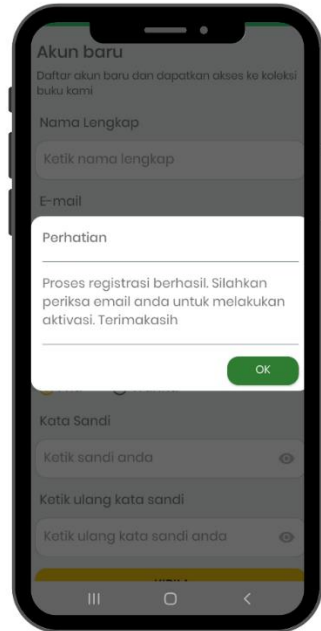 Akun baru
Daftar akun baru dan dapatkan akses ke koleksi
buku kami
Nama Lengkap
Ketik nama lengkap
E-mail
Perhatian
Proses registrasi berhasil. Silahkan
periksa email anda untuk melakukan
aktivasi. Terimakasih
OK
Kata Sandi
Ketik sandi anda
Ketik ulang kata sandi
Ketik ulang kata sandi anda